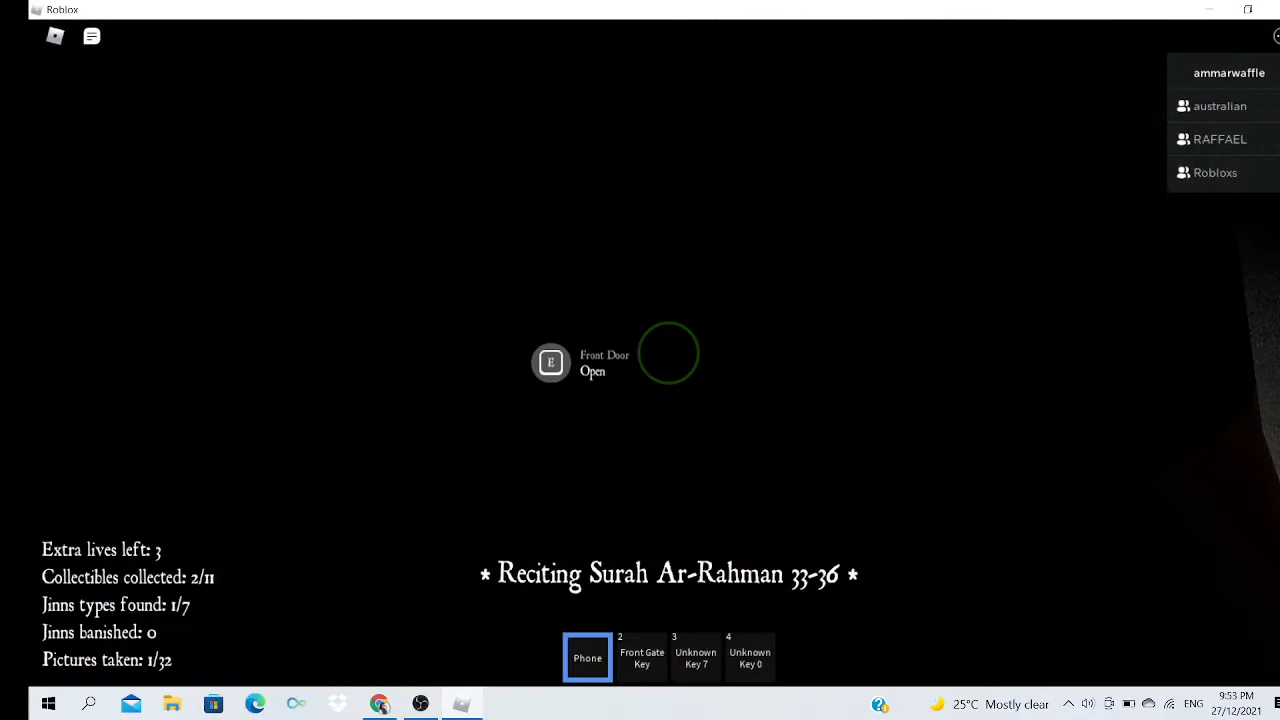 Roblox
ammarwaffle
australian
RAFFAEL
Robloxs
E
Front Door
Open
Extra lives left: 3
Collectibles collected: 2/11
Jinns types found: 1/7
Jinns banished: 0
Pictures taken: 1/32
* Reciting Surah Ar-Rahman 33-36 *
Phone
2
Front Gate
Key
3
Unknown
Key 7
4
Unknown
Key 0
25°C Mostly clear
ENG
9:53 PM
27/12/2021